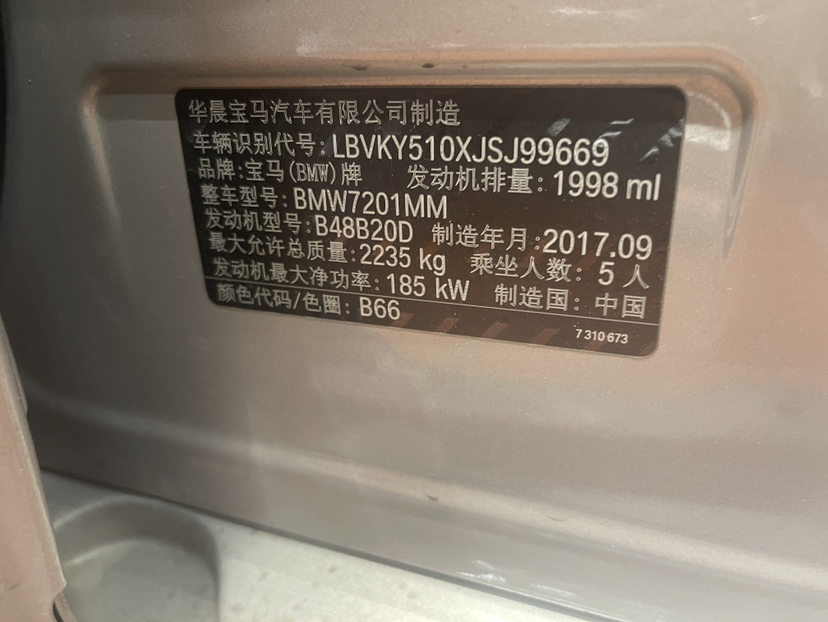 华晨宝马汽车有限公司制造
车辆识别代号: LBVKY510XJSJ99669
品牌: 宝马(BMW)牌 发动机排量: 1998 ml
整车型号: BMW7201MM
发动机型号: B48B20D 制造年月: 2017.09
最大允许总质量: 2235 kg 乘坐人数: 5 人
发动机最大净功率: 185 kW 制造国: 中国
颜色代码/色圈: B66
7 310 673